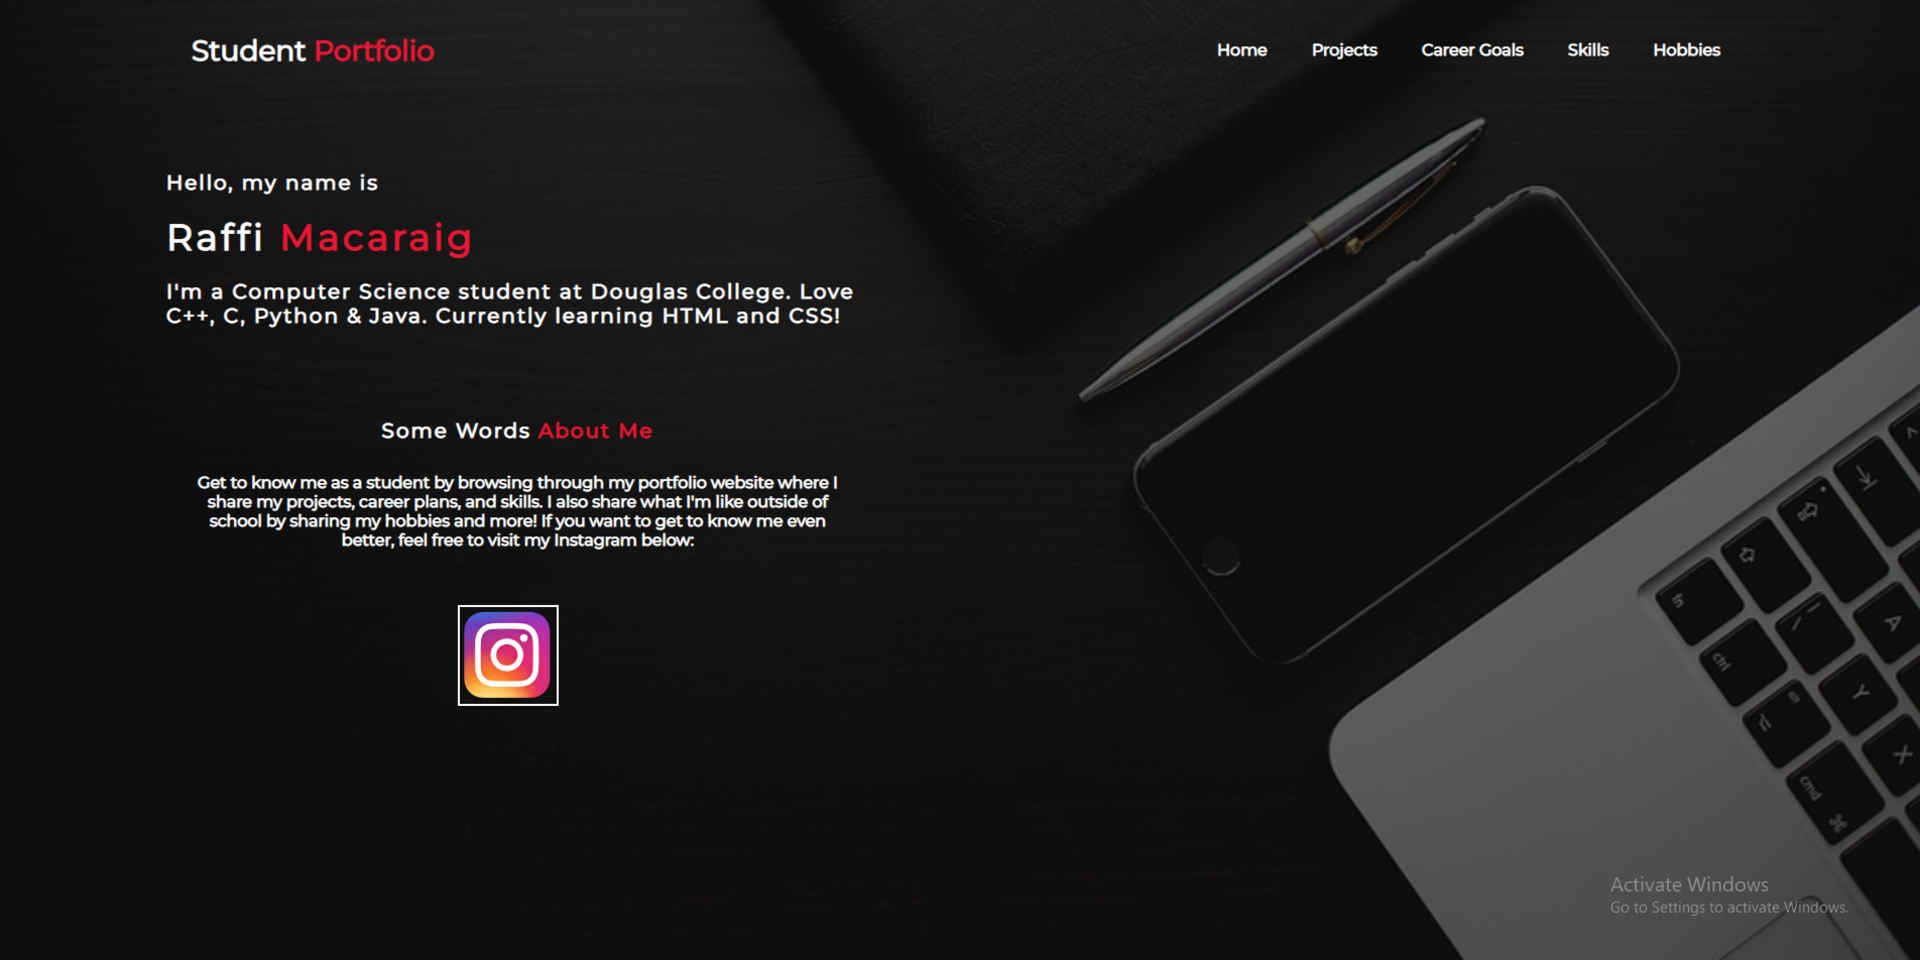 Student Portfolio
Home Projects Career Goals Skills Hobbies
Hello, my name is
Raffi Macaraig
I'm a Computer Science student at Douglas College. Love
C++, C, Python & Java. Currently learning HTML and CSS!
Some Words About Me
Get to know me as a student by browsing through my portfolio website where I
share my projects, career plans, and skills. I also share what I'm like outside of
school by sharing my hobbies and more! If you want to get to know me even
better, feel free to visit my Instagram below:
fn
A
ctrl
Y
alt
X
cmd
⌘
Activate Windows
Go to Settings to activate Windows.